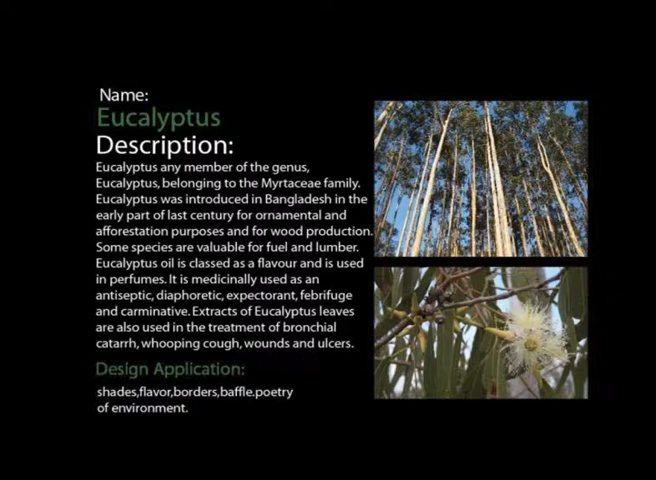 Name:
Eucalyptus
Description:
Eucalyptus any member of the genus,
Eucalyptus, belonging to the Myrtaceae family.
Eucalyptus was introduced in Bangladesh in the
early part of last century for ornamental and
afforestation purposes and for wood production.
Some species are valuable for fuel and lumber.
Eucalyptus oil is classed as a flavour and is used
in perfumes. It is medicinally used as an
antiseptic, diaphoretic, expectorant, febrifuge
and carminative. Extracts of Eucalyptus leaves
are also used in the treatment of bronchial
catarrh, whooping cough, wounds and ulcers.
Design Application:
shades,flavor,borders,baffle.poetry
of environment.